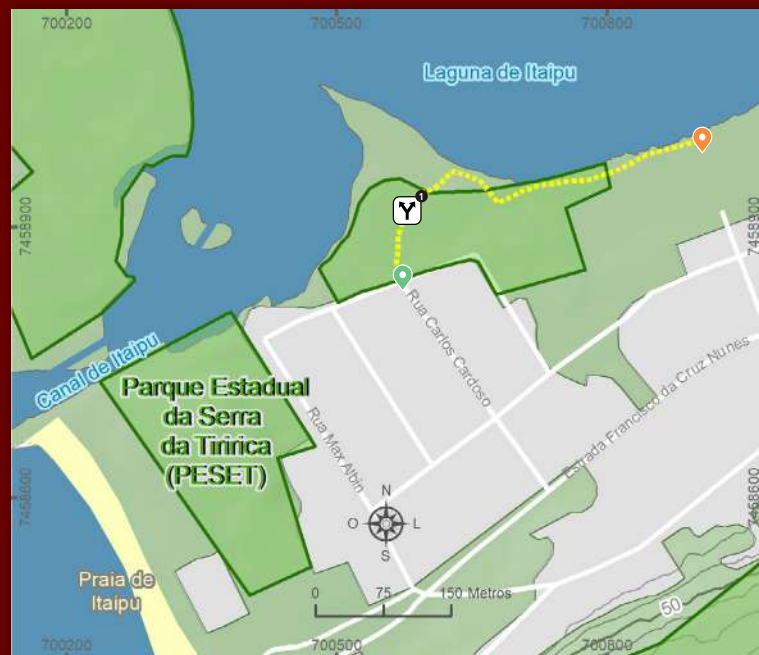 700200
700500
700800
Laguna de Itaipu
1
7458900
7458900
Canal de Itaipu
Rua Carlos Cardoso
Estrada Francisco da Cruz Nunes
Parque Estadual
da Serra
da Tiririca
(PESET)
Rua Max Albin
7458600
7458600
N
O
L
S
Praia de
Itaipu
0 75 150 Metros
50
700200
700500
700800